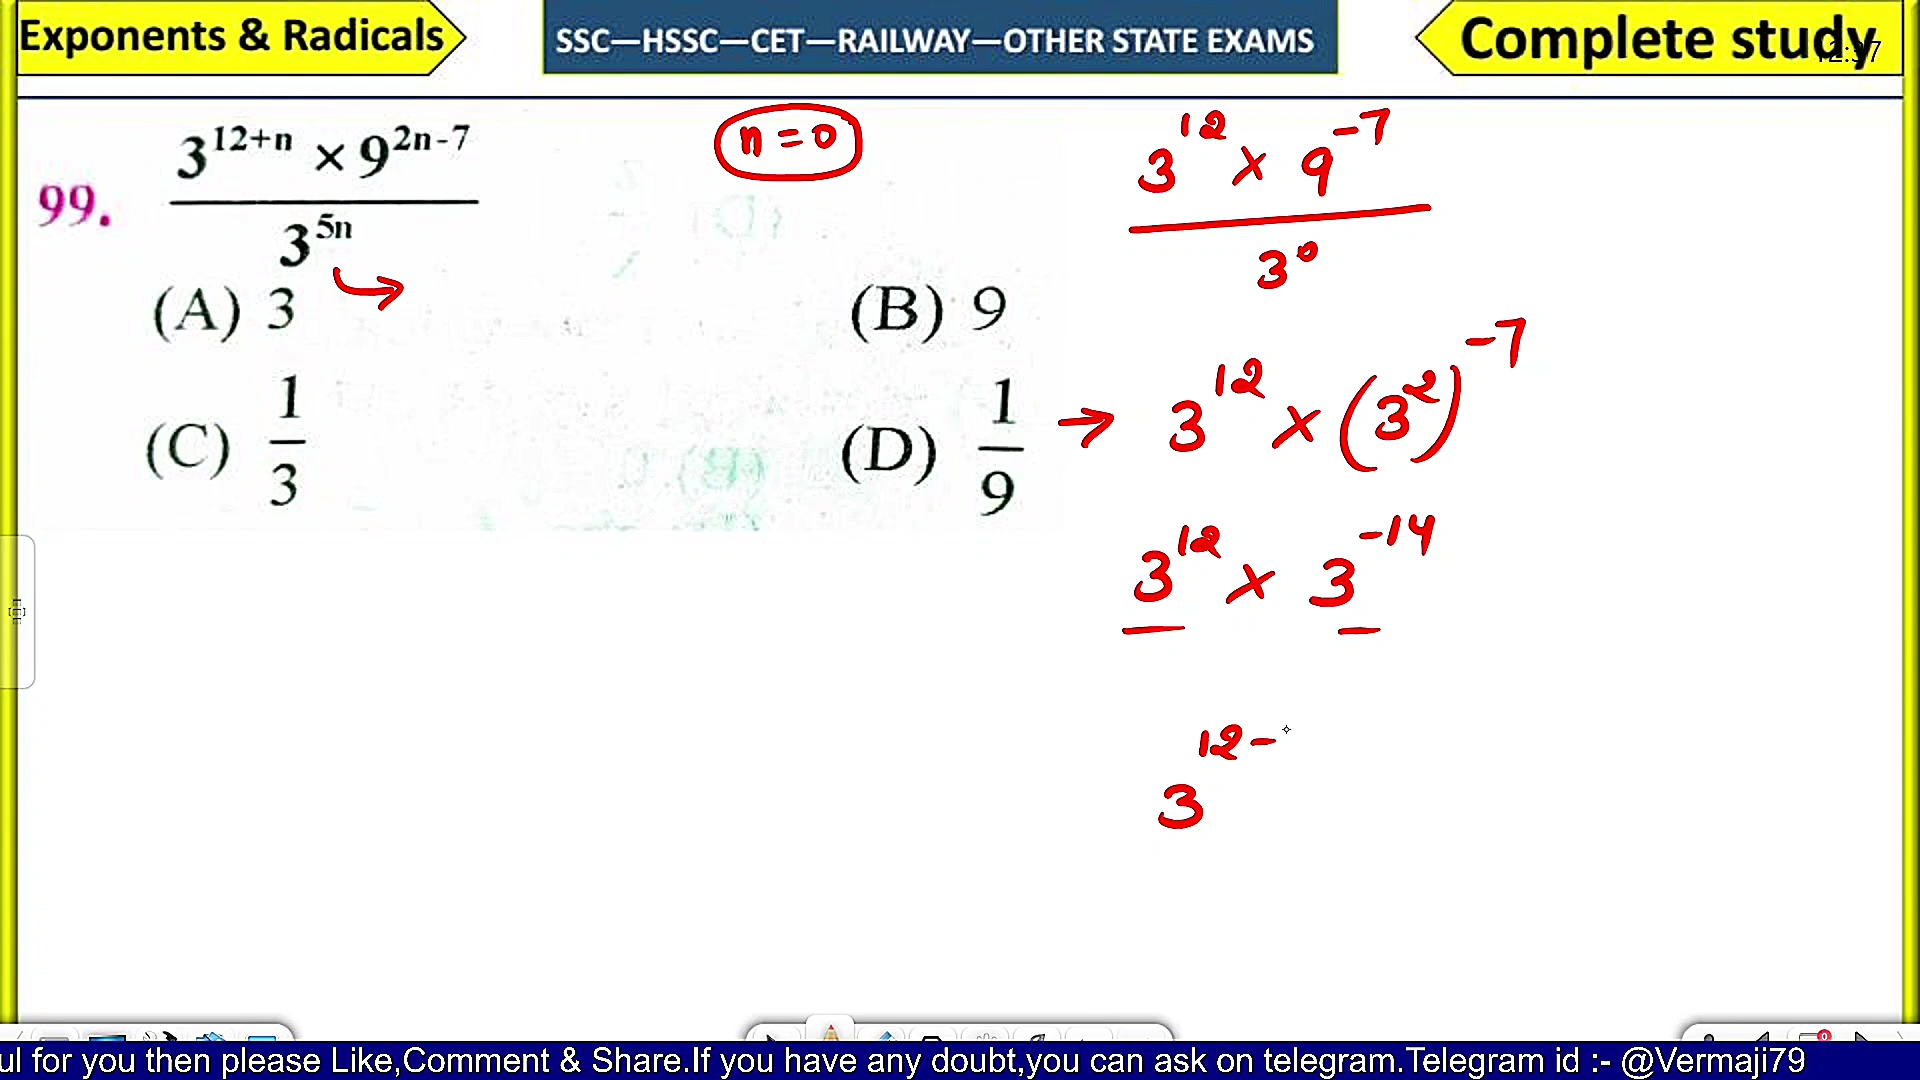 Exponents & Radicals
SSC—HSSC—CET—RAILWAY—OTHER STATE EXAMS
Complete study
12:37
99.
3^{12+n} × 9^{2n-7}
3^{5n}
(A) 3
(B) 9
(C) 1/3
(D) 1/9
n = 0
3^{12} × 9^{-7}
3^{0}
→ 3^{12} × (3^{2})^{-7}
3^{12} × 3^{-14}
3^{12-}
ul for you then please Like,Comment & Share.If you have any doubt,you can ask on telegram.Telegram id :- @Vermaji79